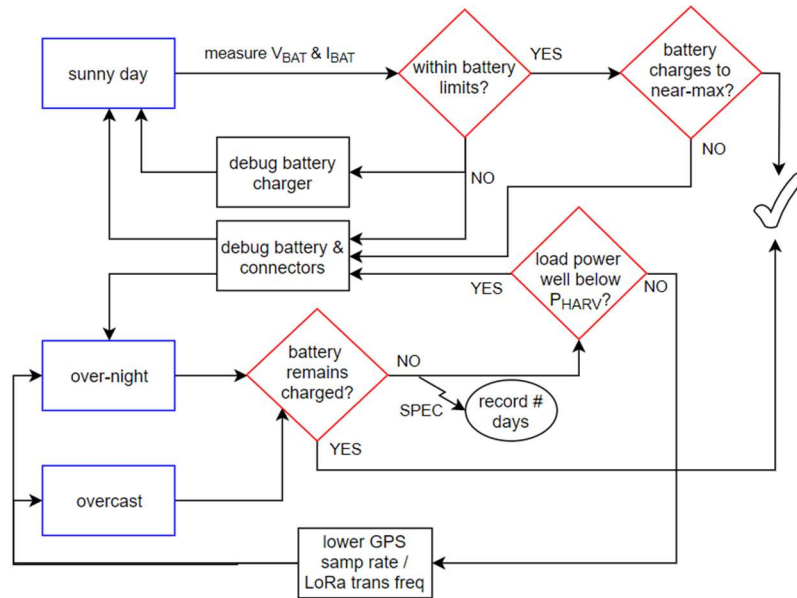 sunny day
measure VBAT & IBAT
within battery
limits?
YES
battery
charges to
near-max?
NO
NO
debug battery
charger
debug battery &
connectors
YES
load power
well below
PHARV?
NO
over-night
battery
remains
charged?
NO
SPEC
record #
days
YES
overcast
lower GPS
samp rate /
LoRa trans freq